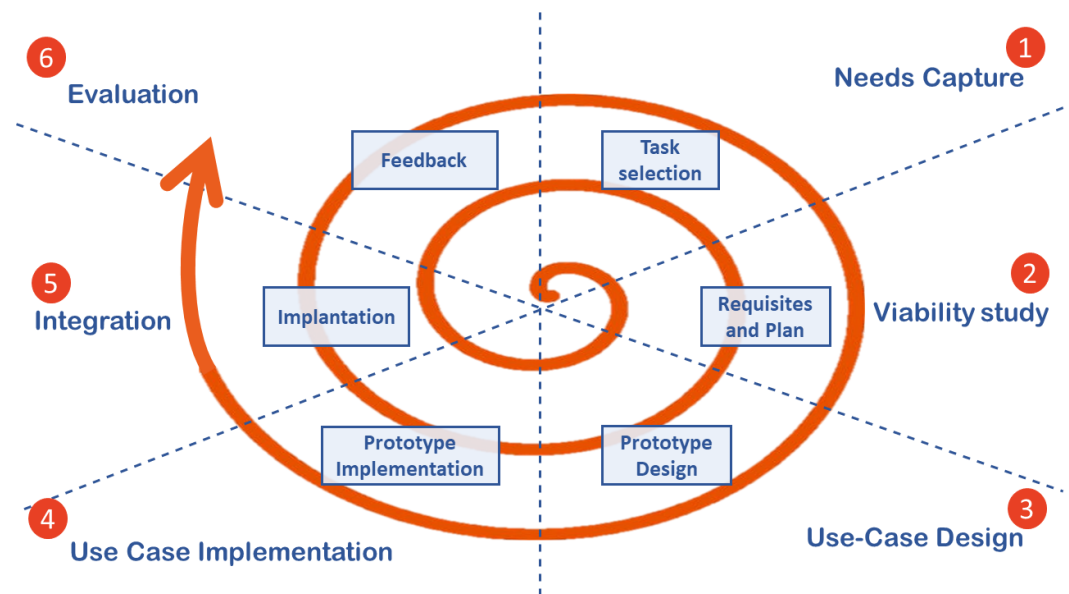 1
Needs Capture
Task
selection
2
Viability study
Requisites
and Plan
3
Use-Case Design
Prototype
Design
4
Use Case Implementation
Prototype
Implementation
5
Integration
Implantation
6
Evaluation
Feedback